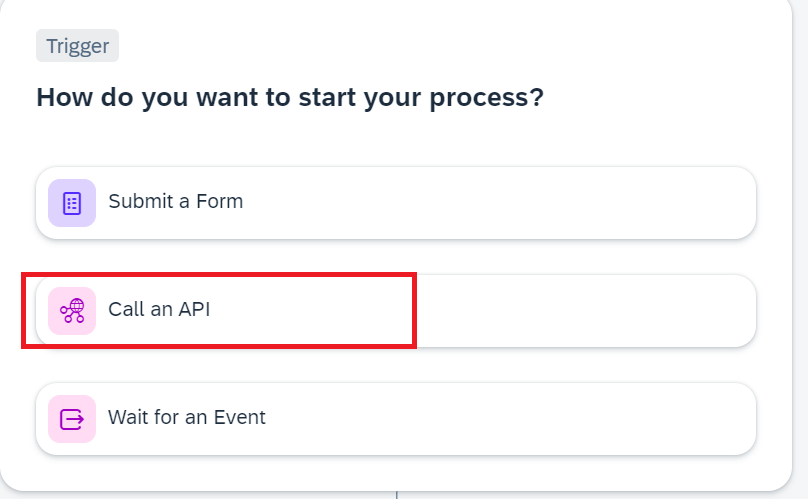 Trigger
How do you want to start your process?
Submit a Form
Call an API
Wait for an Event